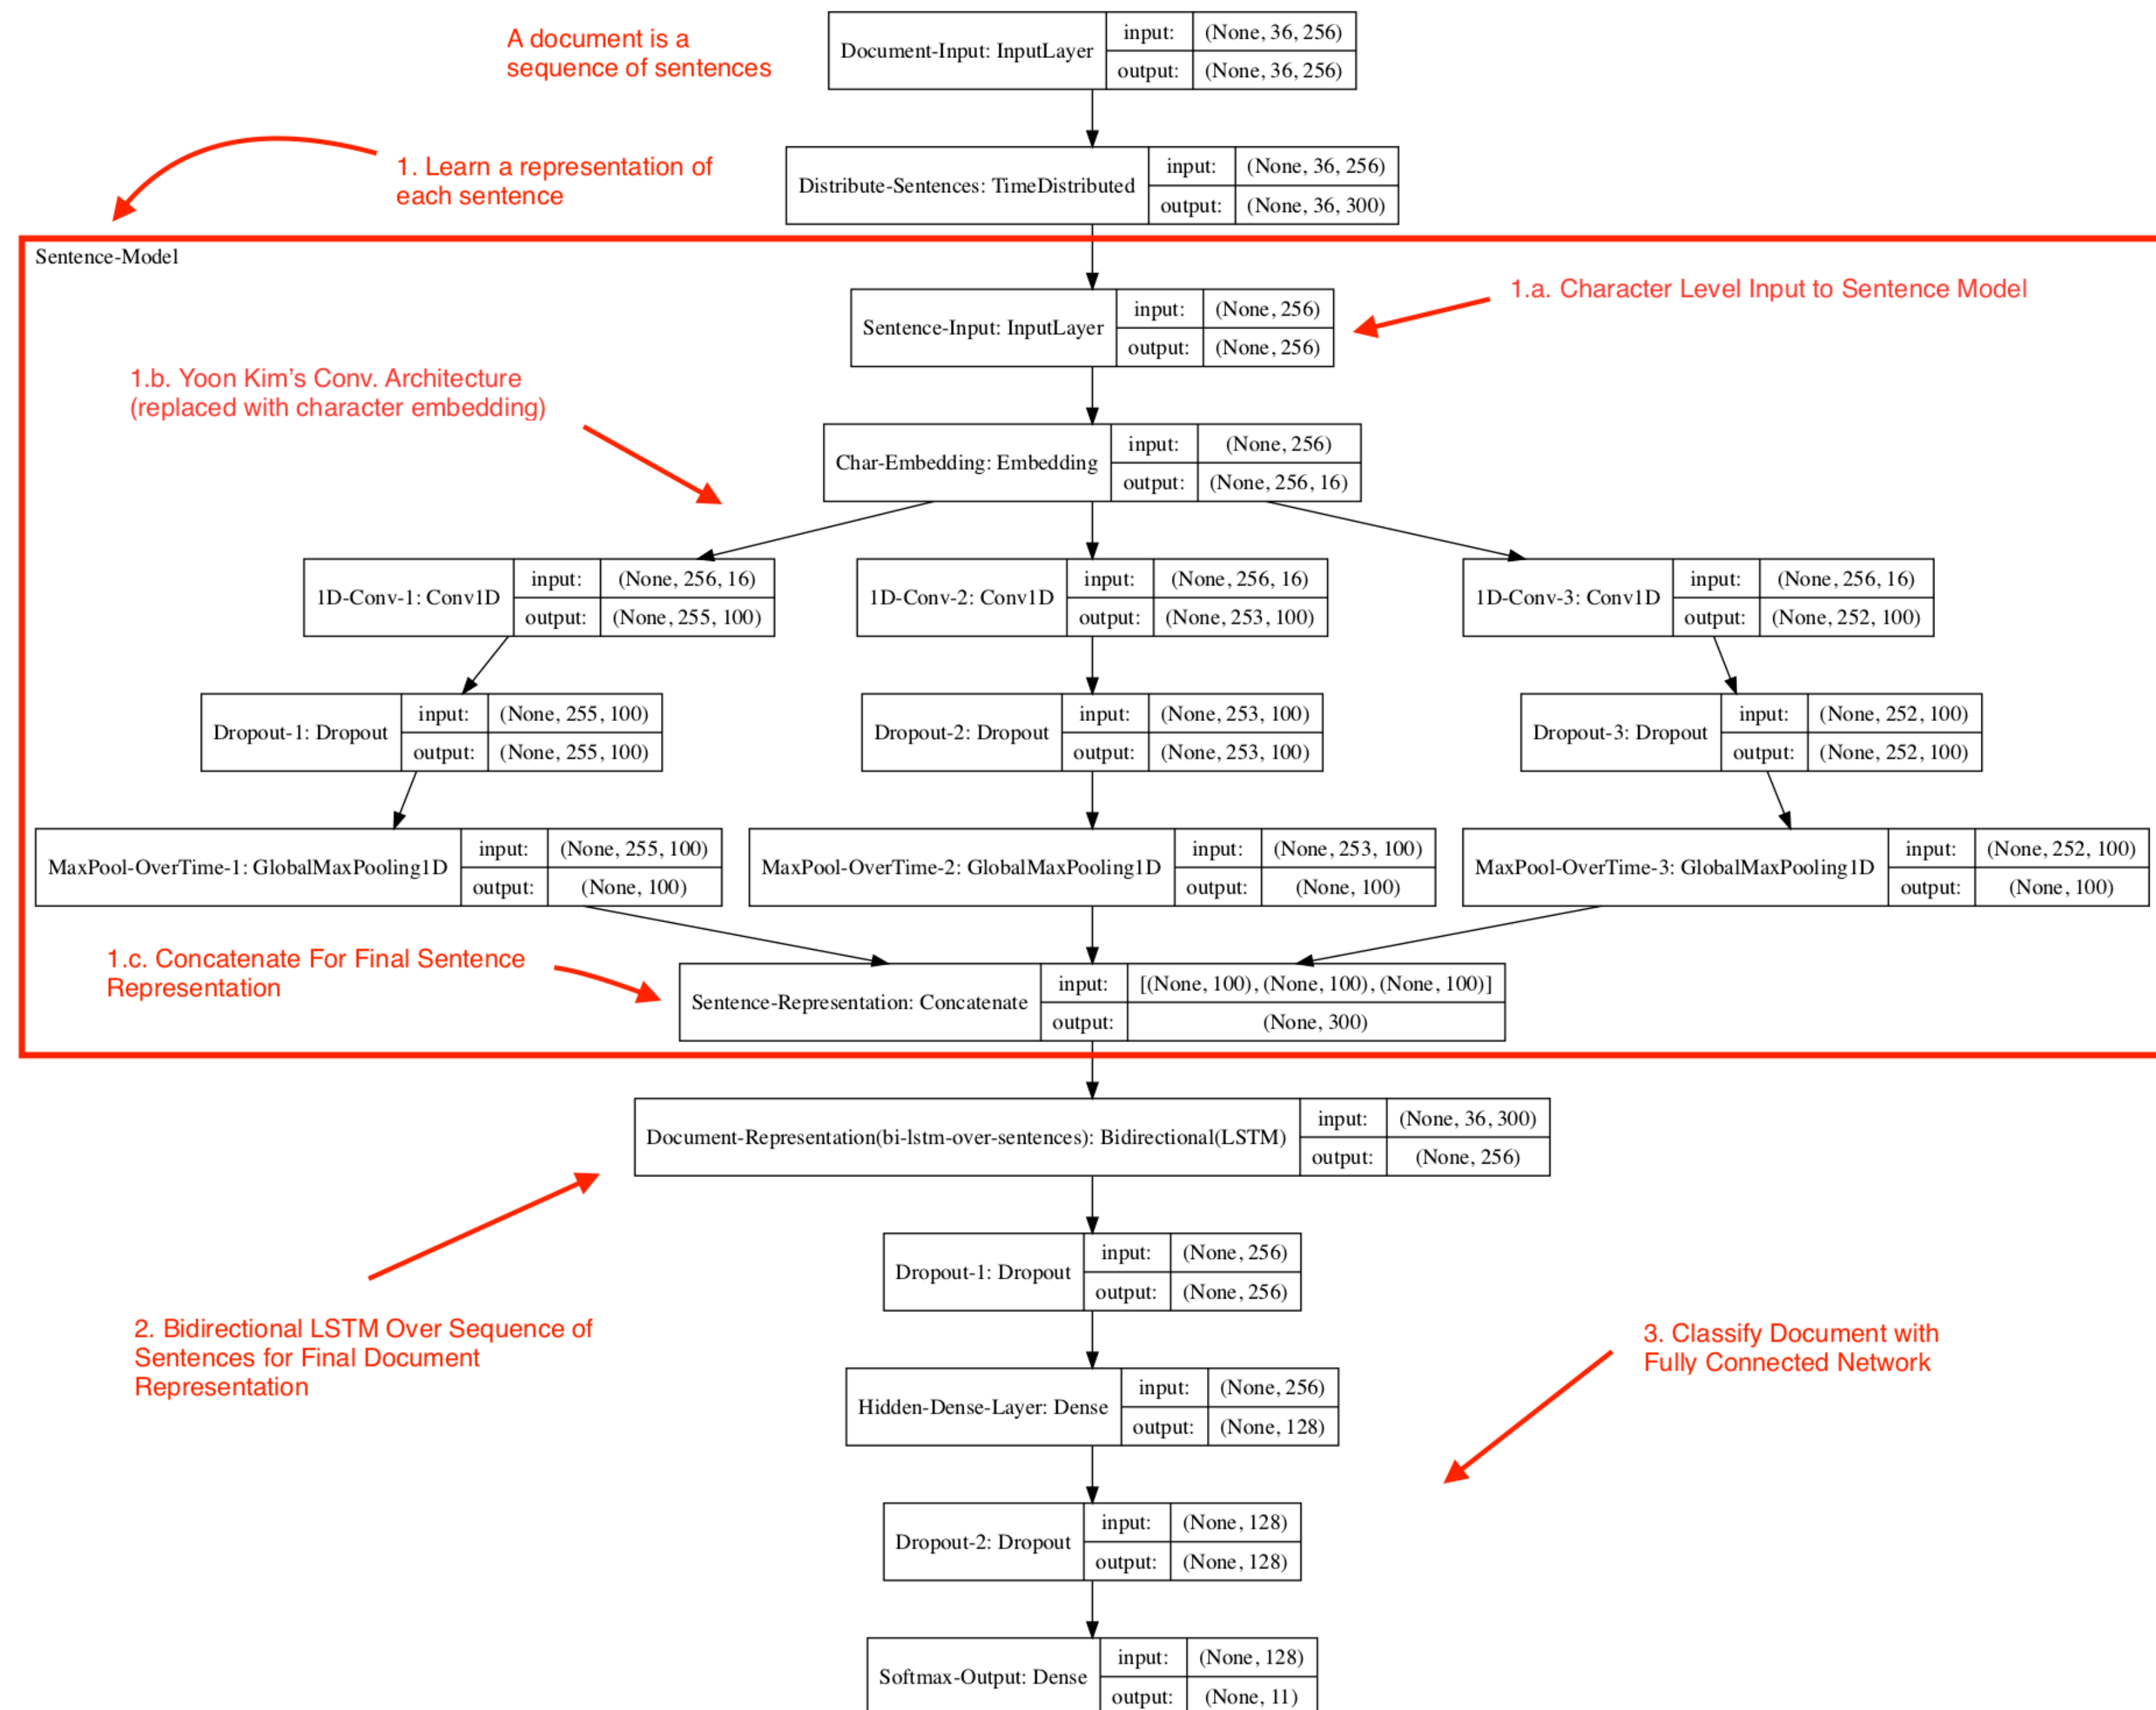 A document is a
sequence of sentences
Document-Input: InputLayer
input: (None, 36, 256)
output: (None, 36, 256)
1. Learn a representation of
each sentence
Distribute-Sentences: TimeDistributed
input: (None, 36, 256)
output: (None, 36, 300)
Sentence-Model
Sentence-Input: InputLayer
input: (None, 256)
output: (None, 256)
1.a. Character Level Input to Sentence Model
1.b. Yoon Kim’s Conv. Architecture
(replaced with character embedding)
Char-Embedding: Embedding
input: (None, 256)
output: (None, 256, 16)
1D-Conv-1: Conv1D
input: (None, 256, 16)
output: (None, 255, 100)
1D-Conv-2: Conv1D
input: (None, 256, 16)
output: (None, 253, 100)
1D-Conv-3: Conv1D
input: (None, 256, 16)
output: (None, 252, 100)
Dropout-1: Dropout
input: (None, 255, 100)
output: (None, 255, 100)
Dropout-2: Dropout
input: (None, 253, 100)
output: (None, 253, 100)
Dropout-3: Dropout
input: (None, 252, 100)
output: (None, 252, 100)
MaxPool-OverTime-1: GlobalMaxPooling1D
input: (None, 255, 100)
output: (None, 100)
MaxPool-OverTime-2: GlobalMaxPooling1D
input: (None, 253, 100)
output: (None, 100)
MaxPool-OverTime-3: GlobalMaxPooling1D
input: (None, 252, 100)
output: (None, 100)
1.c. Concatenate For Final Sentence
Representation
Sentence-Representation: Concatenate
input: [(None, 100), (None, 100), (None, 100)]
output: (None, 300)
Document-Representation(bi-lstm-over-sentences): Bidirectional(LSTM)
input: (None, 36, 300)
output: (None, 256)
Dropout-1: Dropout
input: (None, 256)
output: (None, 256)
2. Bidirectional LSTM Over Sequence of
Sentences for Final Document
Representation
3. Classify Document with
Fully Connected Network
Hidden-Dense-Layer: Dense
input: (None, 256)
output: (None, 128)
Dropout-2: Dropout
input: (None, 128)
output: (None, 128)
Softmax-Output: Dense
input: (None, 128)
output: (None, 11)